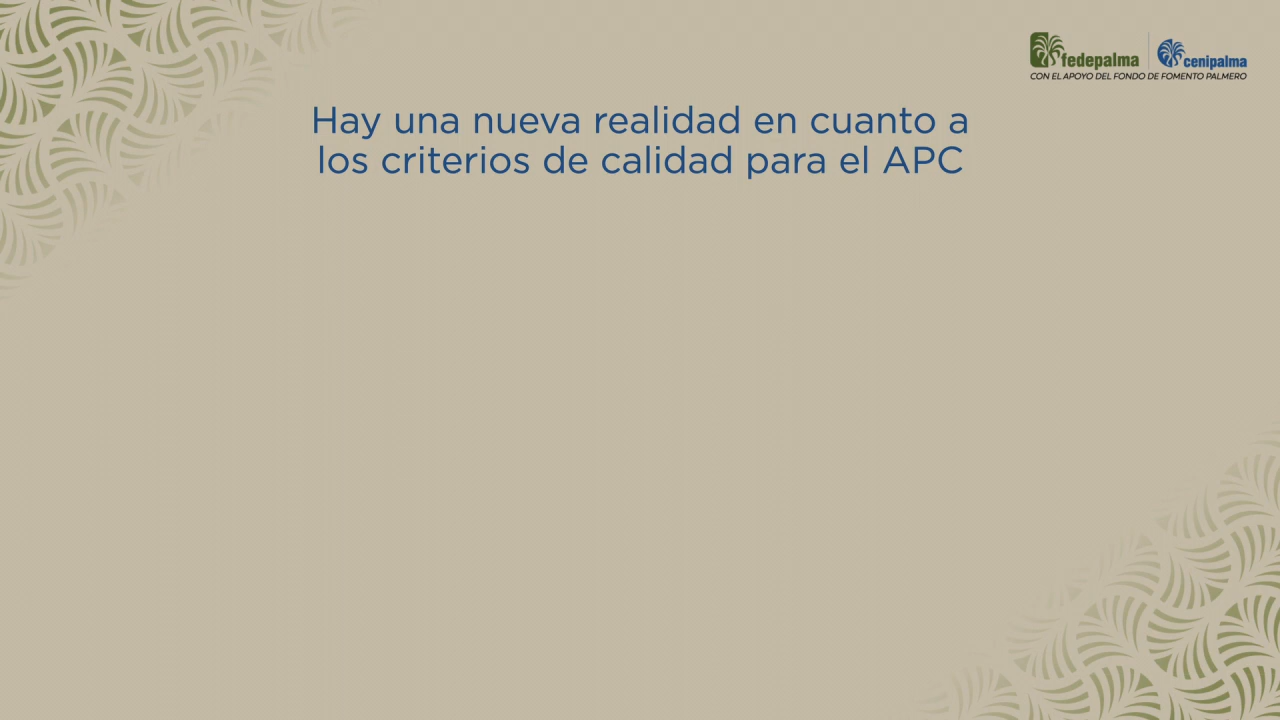 fedepalma cenipalma
CON EL APOYO DEL FONDO DE FOMENTO PALMERO
Hay una nueva realidad en cuanto a
los criterios de calidad para el APC